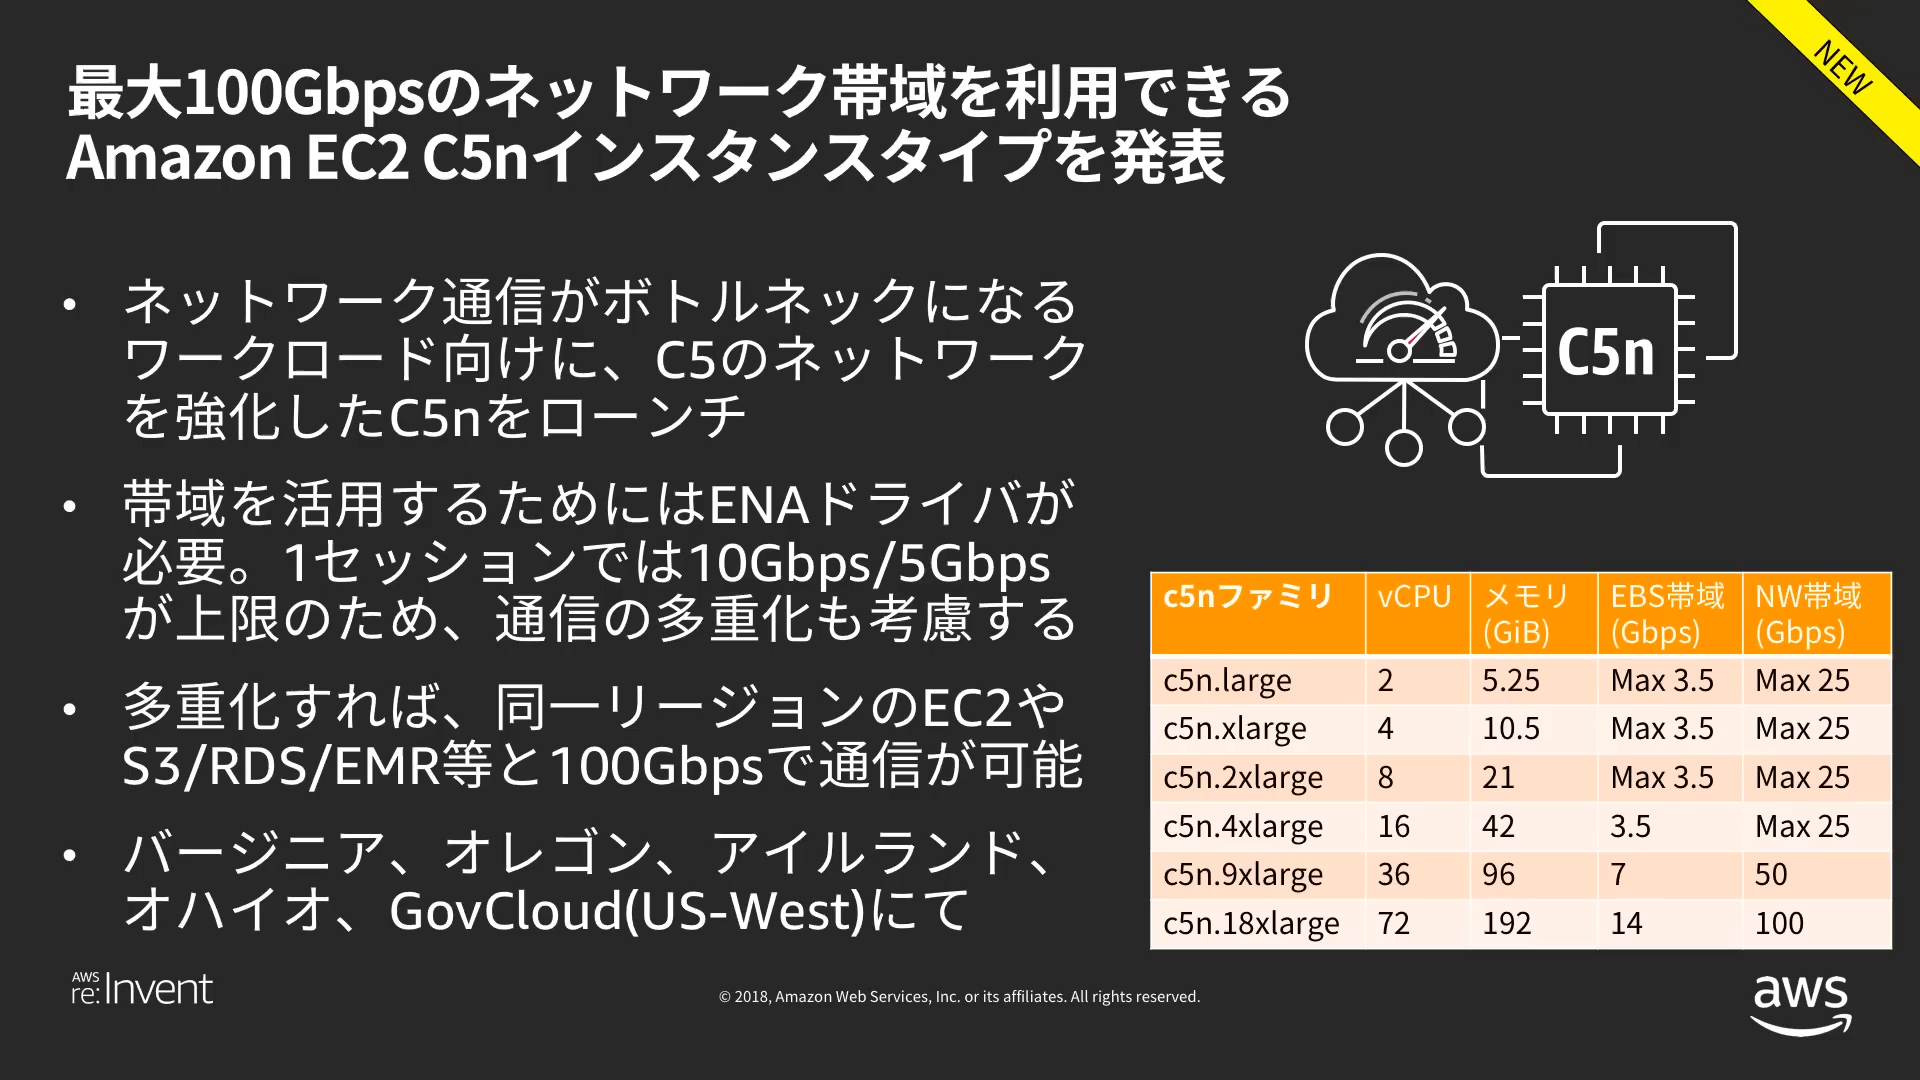 NEW
最大100Gbpsのネットワーク帯域を利用できる
Amazon EC2 C5nインスタンスタイプを発表
• ネットワーク通信がボトルネックになる
ワークロード向けに、C5のネットワーク
を強化したC5nをローンチ
• 帯域を活用するためにはENAドライバが
必要。1セッションでは10Gbps/5Gbps
が上限のため、通信の多重化も考慮する
• 多重化すれば、同一リージョンのEC2や
S3/RDS/EMR等と100Gbpsで通信が可能
• バージニア、オレゴン、アイルランド、
オハイオ、GovCloud(US-West)にて
C5n
c5nファミリ vCPU メモリ (GiB) EBS帯域 (Gbps) NW帯域 (Gbps)
c5n.large 2 5.25 Max 3.5 Max 25
c5n.xlarge 4 10.5 Max 3.5 Max 25
c5n.2xlarge 8 21 Max 3.5 Max 25
c5n.4xlarge 16 42 3.5 Max 25
c5n.9xlarge 36 96 7 50
c5n.18xlarge 72 192 14 100
AWS
re:Invent
© 2018, Amazon Web Services, Inc. or its affiliates. All rights reserved.
aws